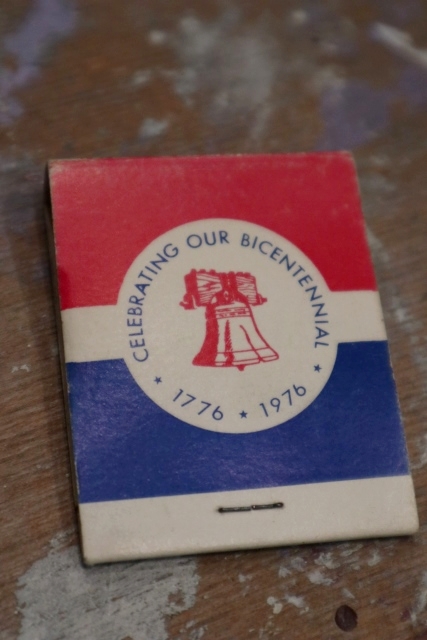 CELEBRATING OUR BICENTENNIAL
★ 1776 ★ 1976 ★